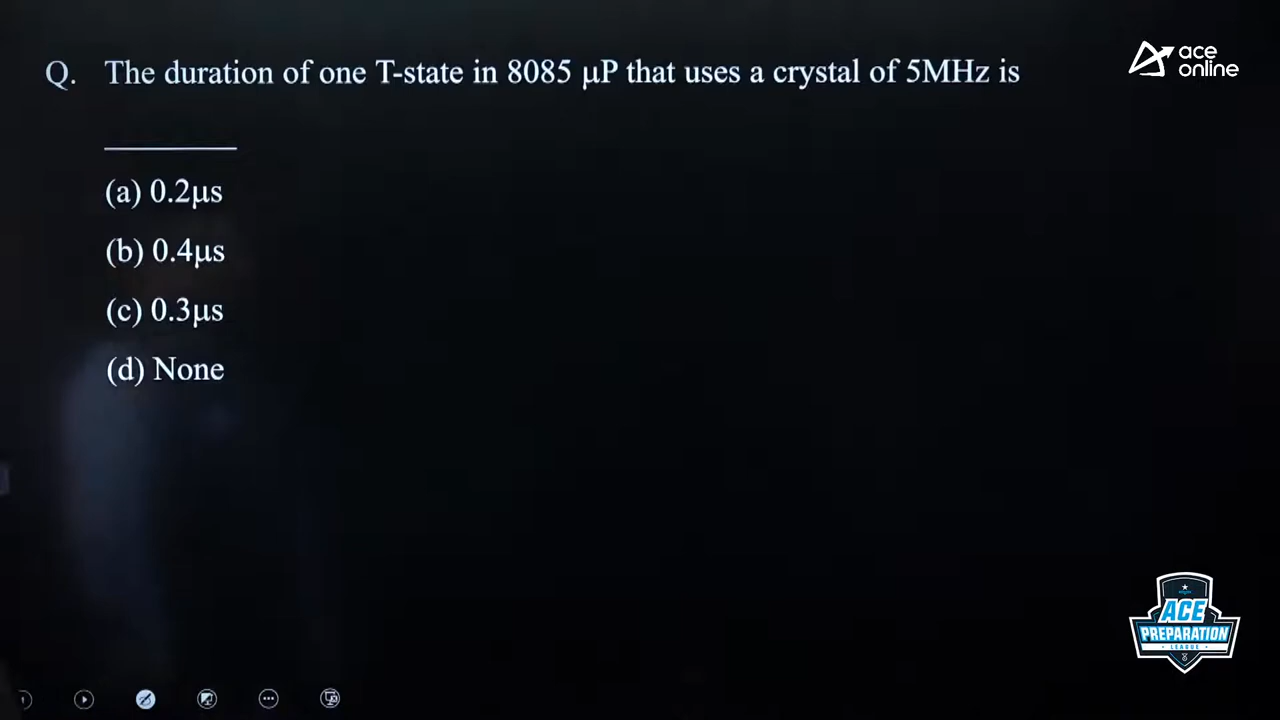 Q. The duration of one T-state in 8085 μP that uses a crystal of 5MHz is
________
(a) 0.2μs
(b) 0.4μs
(c) 0.3μs
(d) None
ace
online
ACE
PREPARATION
LEAGUE